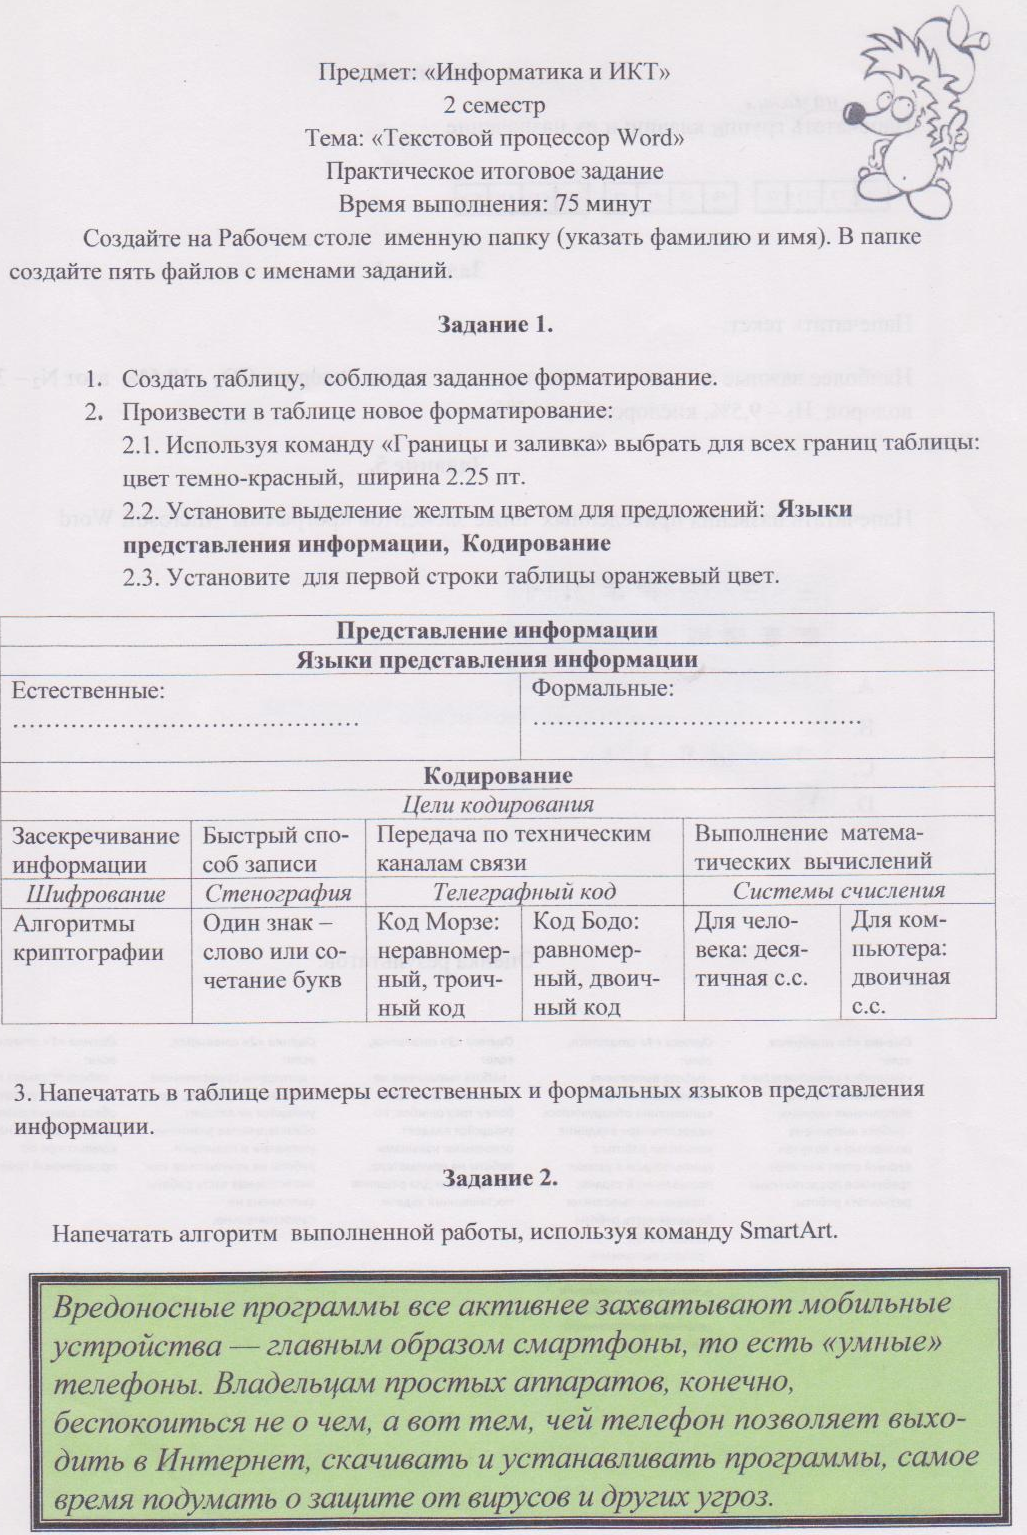 Предмет: «Информатика и ИКТ»
2 семестр
Тема: «Текстовой процессор Word»
Практическое итоговое задание
Время выполнения: 75 минут
Создайте на Рабочем столе именную папку (указать фамилию и имя). В папке
создайте пять файлов с именами заданий.
Задание 1.
1. Создать таблицу, соблюдая заданное форматирование.
2. Произвести в таблице новое форматирование:
2.1. Используя команду «Границы и заливка» выбрать для всех границ таблицы:
цвет темно-красный, ширина 2.25 пт.
2.2. Установите выделение желтым цветом для предложений: Языки
представления информации, Кодирование
2.3. Установите для первой строки таблицы оранжевый цвет.
Представление информации
Языки представления информации
Естественные:
……………………………………
Формальные:
………………………………….
Кодирование
Цели кодирования
Засекречивание
информации
Быстрый спо-
соб записи
Передача по техническим
каналам связи
Выполнение матема-
тических вычислений
Шифрование
Стенография
Телеграфный код
Системы счисления
Алгоритмы
криптографии
Один знак –
слово или со-
четание букв
Код Морзе:
неравномер-
ный, троич-
ный код
Код Бодо:
равномер-
ный, двоич-
ный код
Для чело-
века: деся-
тичная с.с.
Для ком-
пьютера:
двоичная
с.с.
3. Напечатать в таблице примеры естественных и формальных языков представления
информации.
Задание 2.
Напечатать алгоритм выполненной работы, используя команду SmartArt.
Вредоносные программы все активнее захватывают мобильные
устройства — главным образом смартфоны, то есть «умные»
телефоны. Владельцам простых аппаратов, конечно,
беспокоиться не о чем, а вот тем, чей телефон позволяет выхо-
дить в Интернет, скачивать и устанавливать программы, самое
время подумать о защите от вирусов и других угроз.